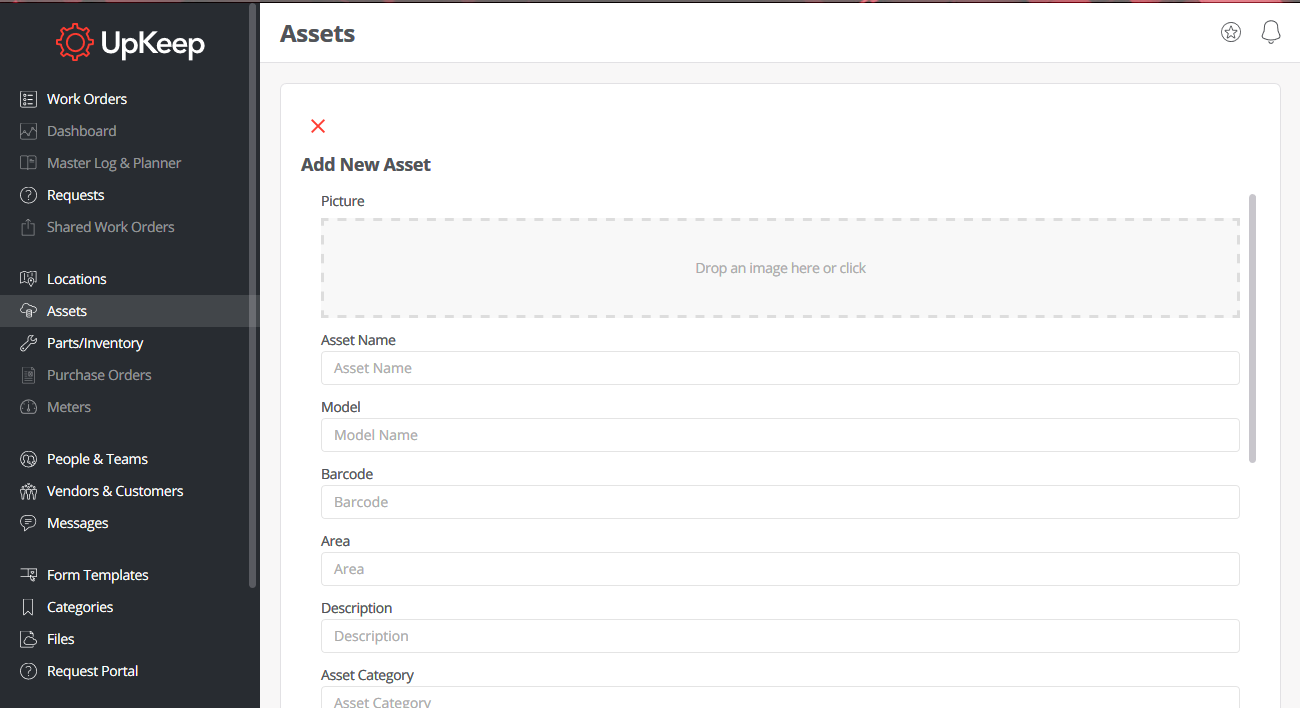 UpKeep
Work Orders
Dashboard
Master Log & Planner
Requests
Shared Work Orders
Locations
Assets
Parts/Inventory
Purchase Orders
Meters
People & Teams
Vendors & Customers
Messages
Form Templates
Categories
Files
Request Portal
Assets
Add New Asset
Picture
Drop an image here or click
Asset Name
Asset Name
Model
Model Name
Barcode
Barcode
Area
Area
Description
Description
Asset Category
Asset Category